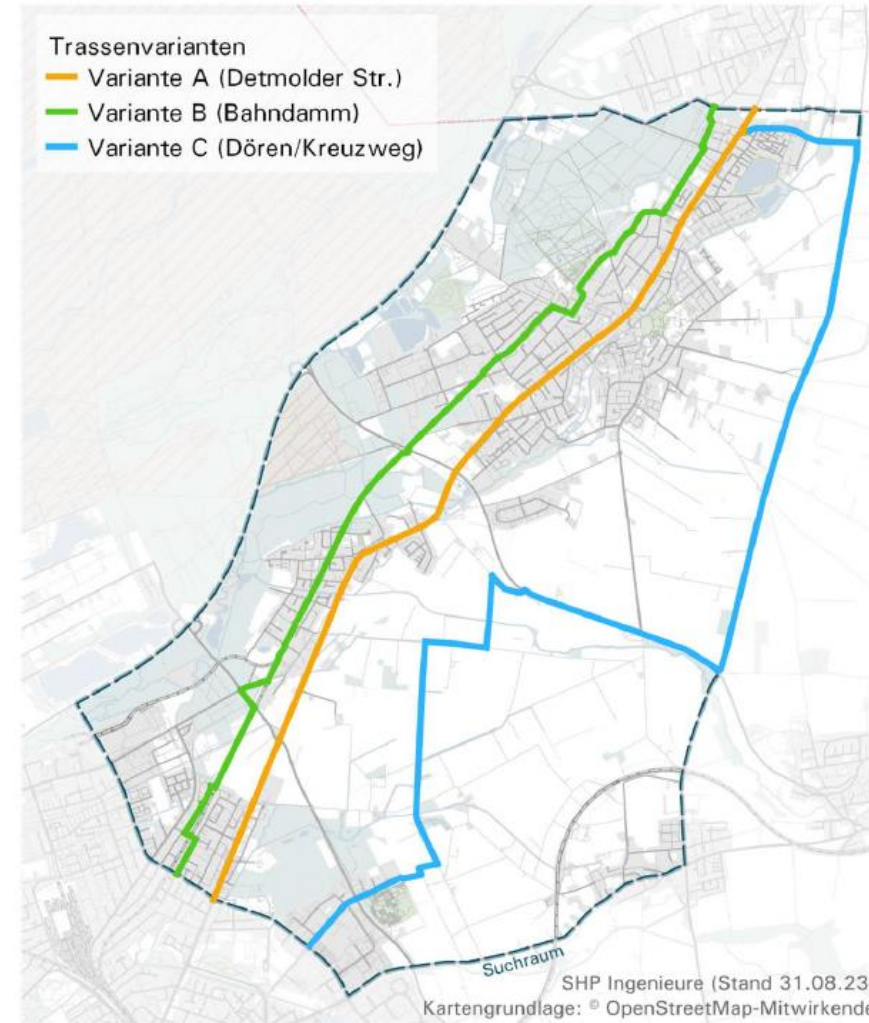 Trassenvarianten
Variante A (Detmolder Str.)
Variante B (Bahndamm)
Variante C (Dören/Kreuzweg)
Suchraum
SHP Ingenieure (Stand 31.08.23
Kartengrundlage: © OpenStreetMap-Mitwirkende